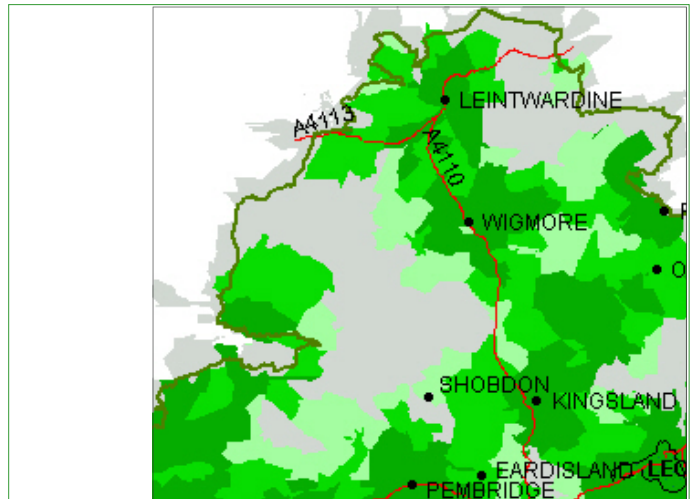 LEINTWARDINE
A4113
A4110
WIGMORE
SHOBDON
KINGSLAND
EARDISLAND
PEMBRIDGE